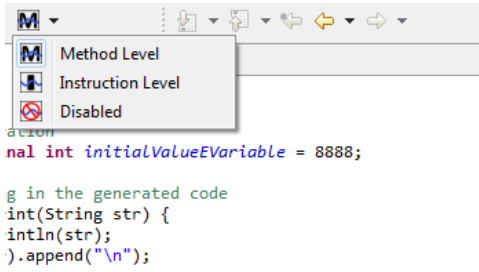 Method Level
Instruction Level
Disabled
ation
nal int initialValueEVariable = 8888;
g in the generated code
int(String str) {
intln(str);
).append("\n");